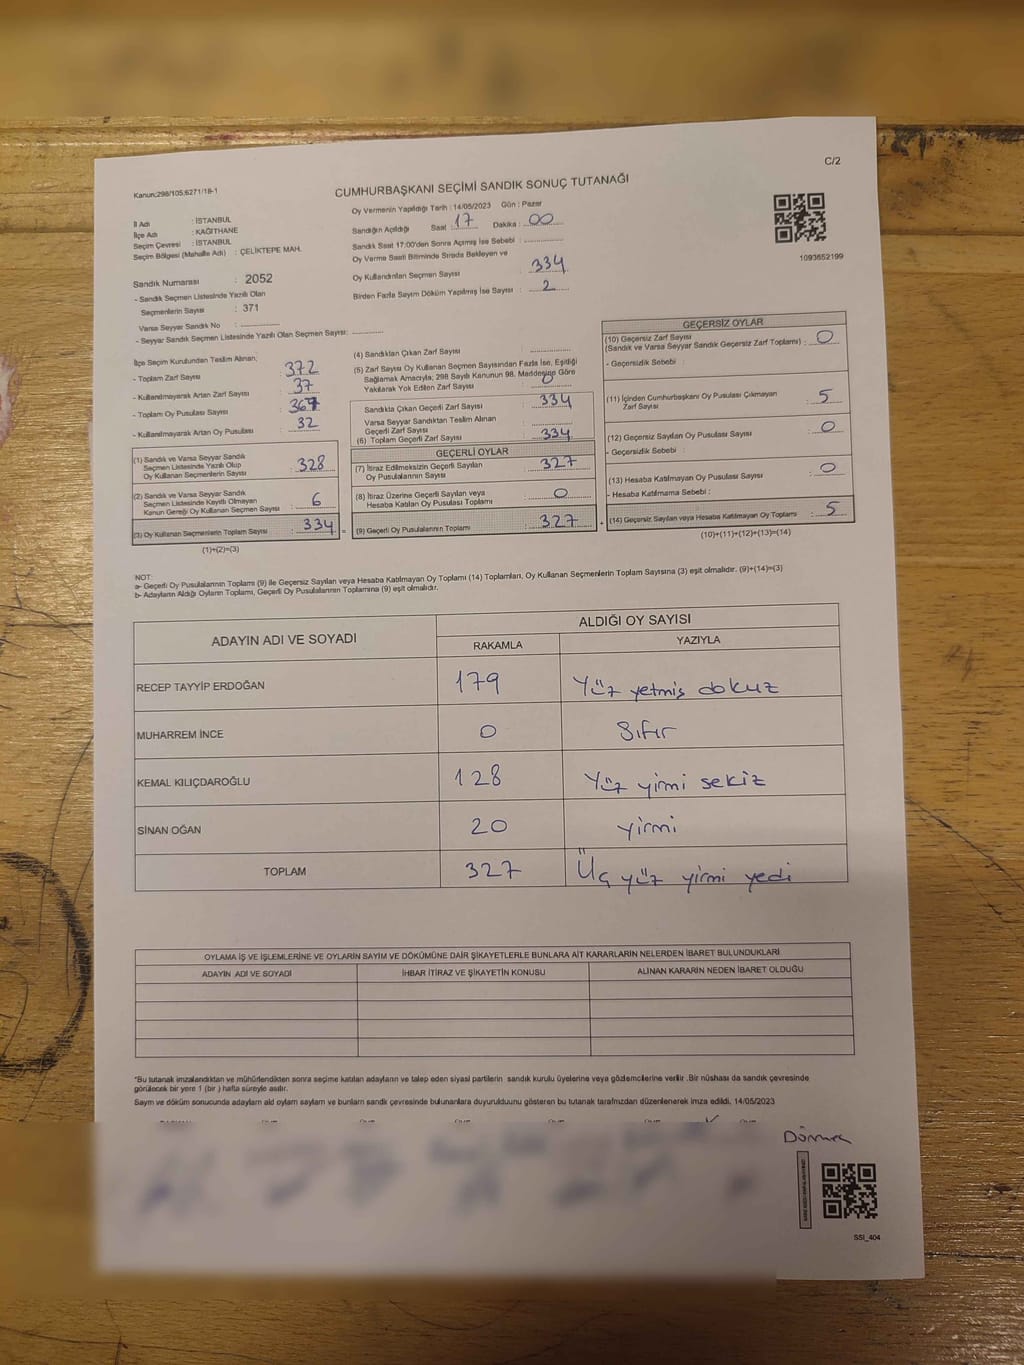 C/2
Kanun:298/105;6271/18-1
CUMHURBAŞKANI SEÇİMİ SANDIK SONUÇ TUTANAĞI
İl Adı : İSTANBUL
İlçe Adı : KAĞITHANE
Seçim Çevresi : İSTANBUL
Seçim Bölgesi (Mahalle Adı) : ÇELİKTEPE MAH.
Sandık Numarası : 2052
- Sandık Seçmen Listesinde Yazılı Olan
Seçmenlerin Sayısı : 371
Varsa Seyyar Sandık No :
- Seyyar Sandık Seçmen Listesinde Yazılı Olan Seçmen Sayısı:
Oy Vermenin Yapıldığı Tarih : 14/05/2023 Gün : Pazar
Sandığın Açıldığı Saat : 17 Dakika : 00
Sandık Saat 17:00'den Sonra Açılmış İse Sebebi :
Oy Verme Saati Bitiminde Sırada Bekleyen ve
Oy Kullandırılan Seçmen Sayısı : 334
Birden Fazla Sayım Döküm Yapılmış İse Sayısı : 2
1093652199
İlçe Seçim Kurulundan Teslim Alınan;
- Toplam Zarf Sayısı : 372
- Kullanılmayarak Artan Zarf Sayısı : 37
- Toplam Oy Pusulası Sayısı
- Kullanılmayarak Artan Oy Pusulası : 32
(1) Sandık ve Varsa Seyyar Sandık
Seçmen Listesinde Yazılı Olup
Oy Kullanan Seçmenlerin Sayısı : 328
(2) Sandık ve Varsa Seyyar Sandık
Seçmen Listesinde Kayıtlı Olmayan
Kanun Gereği Oy Kullanan Seçmen Sayısı : 6
(3) Oy Kullanan Seçmenlerin Toplam Sayısı : 334 =
(1)+(2)=(3)
(4) Sandıktan Çıkan Zarf Sayısı :
(5) Zarf Sayısı Oy Kullanan Seçmen Sayısından Fazla İse, Eşitliği
Sağlamak Amacıyla; 298 Sayılı Kanunun 98. Maddesine Göre
Yakılarak Yok Edilen Zarf Sayısı : 0
Sandıkta Çıkan Geçerli Zarf Sayısı : 334
Varsa Seyyar Sandıktan Teslim Alınan
Geçerli Zarf Sayısı :
(6) Toplam Geçerli Zarf Sayısı : 334
GEÇERLİ OYLAR
(7) İtiraz Edilmeksizin Geçerli Sayılan
Oy Pusulalarının Sayısı : 327
(8) İtiraz Üzerine Geçerli Sayılan veya
Hesaba Katılan Oy Pusulası Toplamı : 0
(9) Geçerli Oy Pusulalarının Toplamı : 327 +
GEÇERSİZ OYLAR
(10) Geçersiz Zarf Sayısı
(Sandık ve Varsa Seyyar Sandık Geçersiz Zarf Toplamı) : 0
- Geçersizlik Sebebi :
(11) İçinden Cumhurbaşkanı Oy Pusulası Çıkmayan
Zarf Sayısı : 5
(12) Geçersiz Sayılan Oy Pusulası Sayısı : 0
- Geçersizlik Sebebi :
(13) Hesaba Katılmayan Oy Pusulası Sayısı : 0
- Hesaba Katılmama Sebebi :
(14) Geçersiz Sayılan veya Hesaba Katılmayan Oy Toplamı : 5
(10)+(11)+(12)+(13)=(14)
NOT:
a- Geçerli Oy Pusulalarının Toplamı (9) ile Geçersiz Sayılan veya Hesaba Katılmayan Oy Toplamı (14) Toplamları, Oy Kullanan Seçmenlerin Toplam Sayısına (3) eşit olmalıdır. (9)+(14)=(3)
b- Adayların Aldığı Oyların Toplamı, Geçerli Oy Pusulalarının Toplamına (9) eşit olmalıdır.
ADAYIN ADI VE SOYADI ALDIĞI OY SAYISI
RAKAMLA YAZIYLA
RECEP TAYYİP ERDOĞAN 179 Yüz yetmiş dokuz
MUHARREM İNCE 0 Sıfır
KEMAL KILIÇDAROĞLU 128 Yüz yirmi sekiz
SİNAN OĞAN 20 yirmi
TOPLAM 327 Üç yüz yirmi yedi
OYLAMA İŞ VE İŞLEMLERİNE VE OYLARIN SAYIM VE DÖKÜMÜNE DAİR ŞİKAYETLERLE BUNLARA AİT KARARLARIN NELERDEN İBARET BULUNDUKLARI
ADAYIN ADI VE SOYADI İHBAR İTİRAZ VE ŞİKAYETİN KONUSU ALINAN KARARIN NEDEN İBARET OLDUĞU
*Bu tutanak imzalandıktan ve mühürlendikten sonra seçime katılan adayların ve talep eden siyasi partilerin sandık kurulu üyelerine veya gözlemcilerine verilir .Bir nüshası da sandık çevresinde
görülecek bir yere 1 (bir ) hafta süreyle asılır.
Sayım ve döküm sonucunda adayların ald oyların sayların ve bunların sandık çevresinde bulunanlara duyurulduunu gösteren bu tutanak tarafımızdan düzenlenerek imza edildi. 14/05/2023
SSI_404